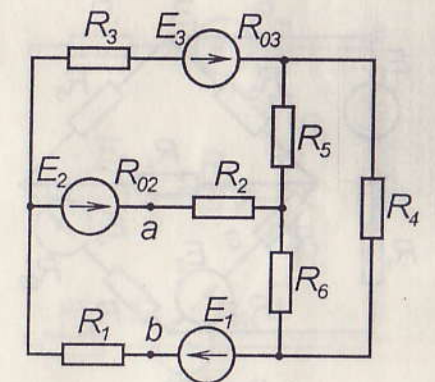 R₃ E₃ R₀₃
R₅
E₂ R₀₂ R₂ R₄
a
R₆
R₁ b E₁